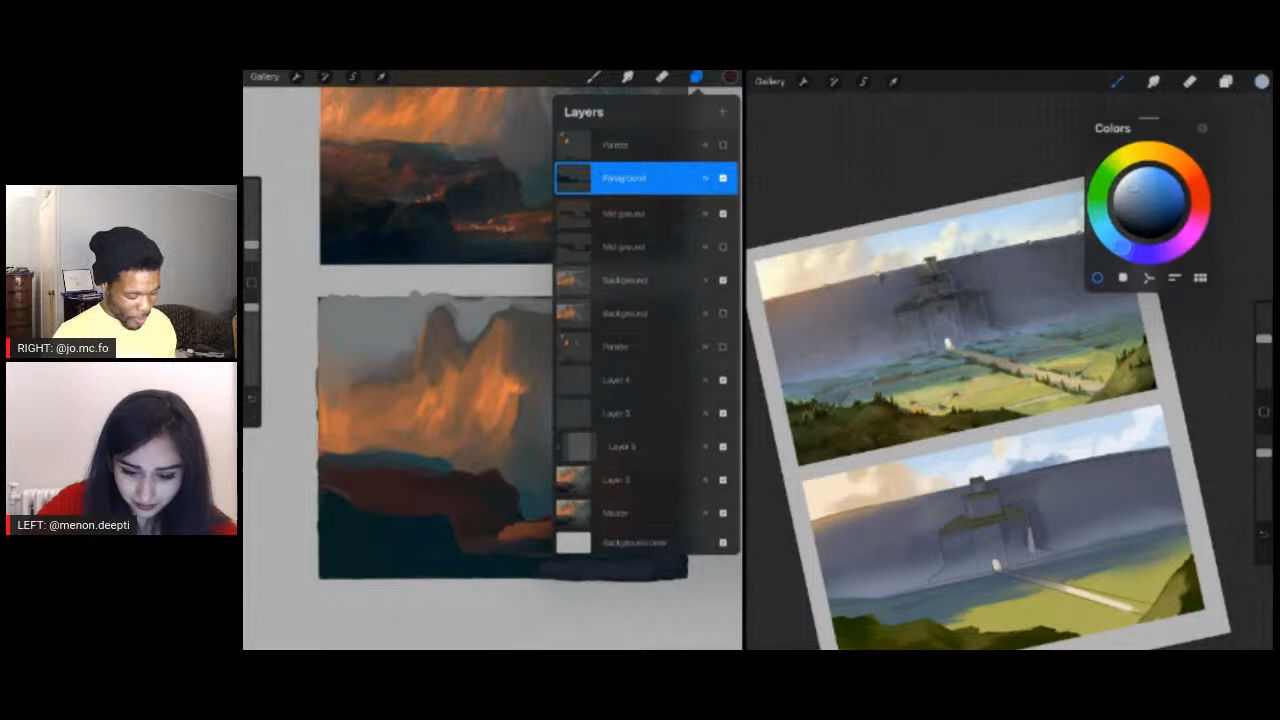 Gallery
Layers
Palette
Foreground
Mid ground
Mid ground
Background
Background
Palette
Layer 4
Layer 3
Layer 5
Layer 2
Master
Background color
Gallery
Colors
RIGHT: @jo.mc.fo
LEFT: @menon.deepti